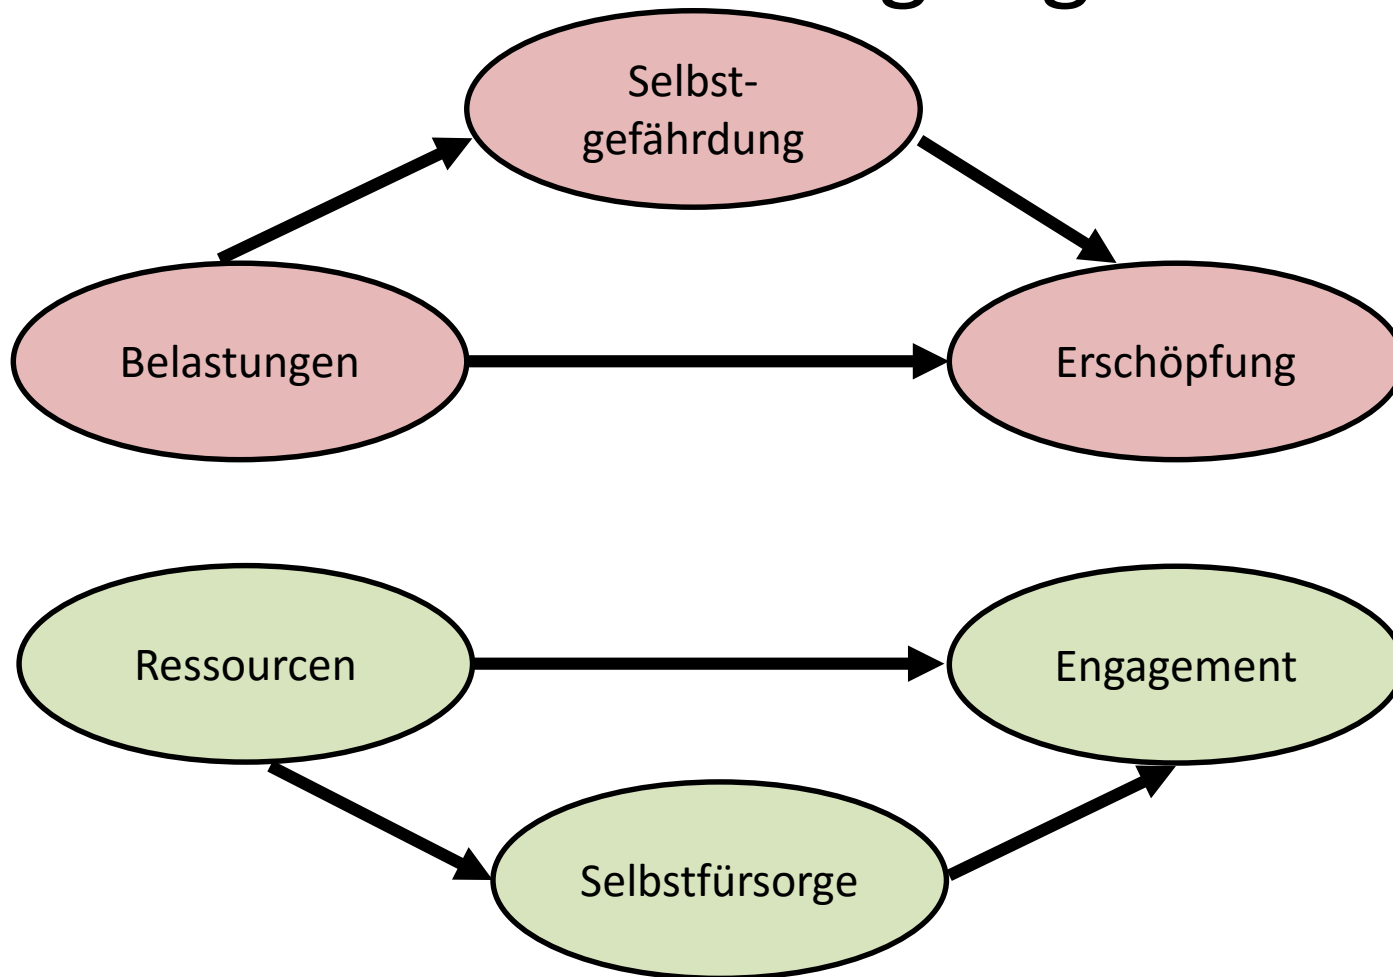 Selbst-
gefährdung
Belastungen
Erschöpfung
Ressourcen
Engagement
Selbstfürsorge